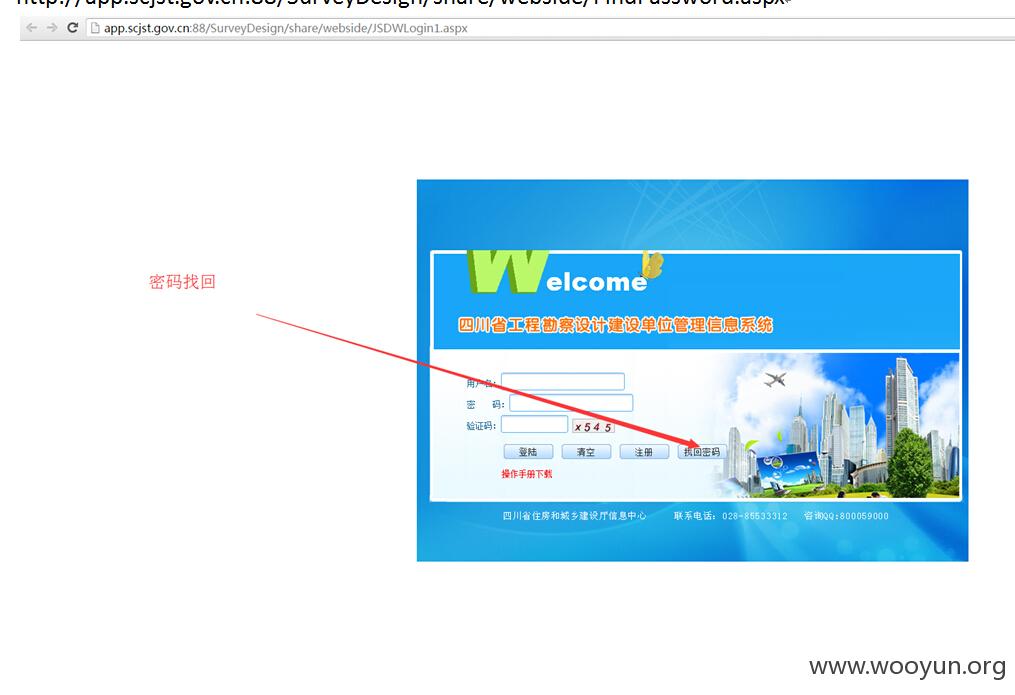 http://app.scjst.gov.cn:88/SurveyDesign/share/webside/FindPassword.aspx
app.scjst.gov.cn:88/SurveyDesign/share/webside/JSDWLogin1.aspx
Welcome
密码找回
四川省工程勘察设计建设单位管理信息系统
用户名:
密 码:
验证码: x545
登陆 清空 注册 找回密码
操作手册下载
四川省住房和城乡建设厅信息中心 联系电话: 028-85533312 咨询QQ:800059000
www.wooyun.org